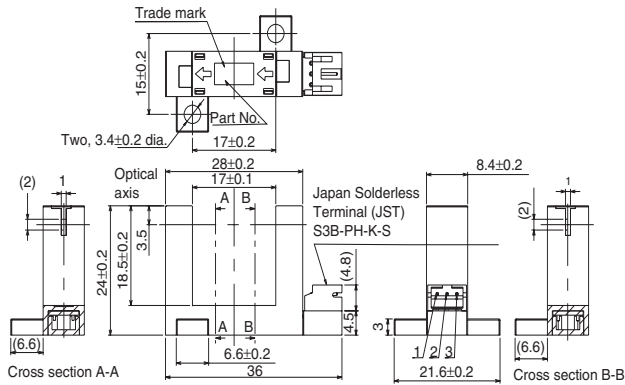 Trade mark
15±0.2
Part No.
Two, 3.4±0.2 dia.
17±0.2
28±0.2
17±0.1
Optical
axis
A B
Japan Solderless
Terminal (JST)
S3B-PH-K-S
8.4±0.2
(2)
1
1
(2)
3.5
18.5±0.2
24±0.2
(4.8)
4.5
3
A B
1 2 3
(6.6)
6.6±0.2
36
21.6±0.2
(6.6)
Cross section A-A
Cross section B-B